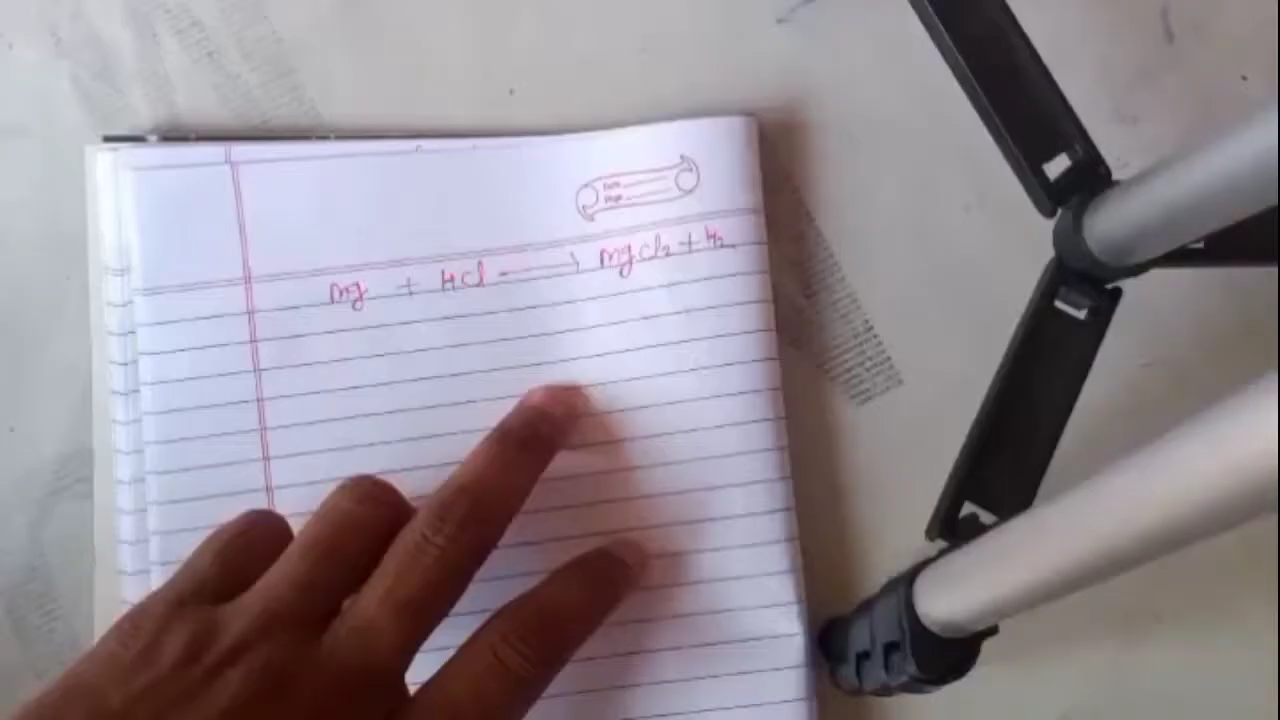 Mg + HCl ⟶ MgCl₂ + H₂